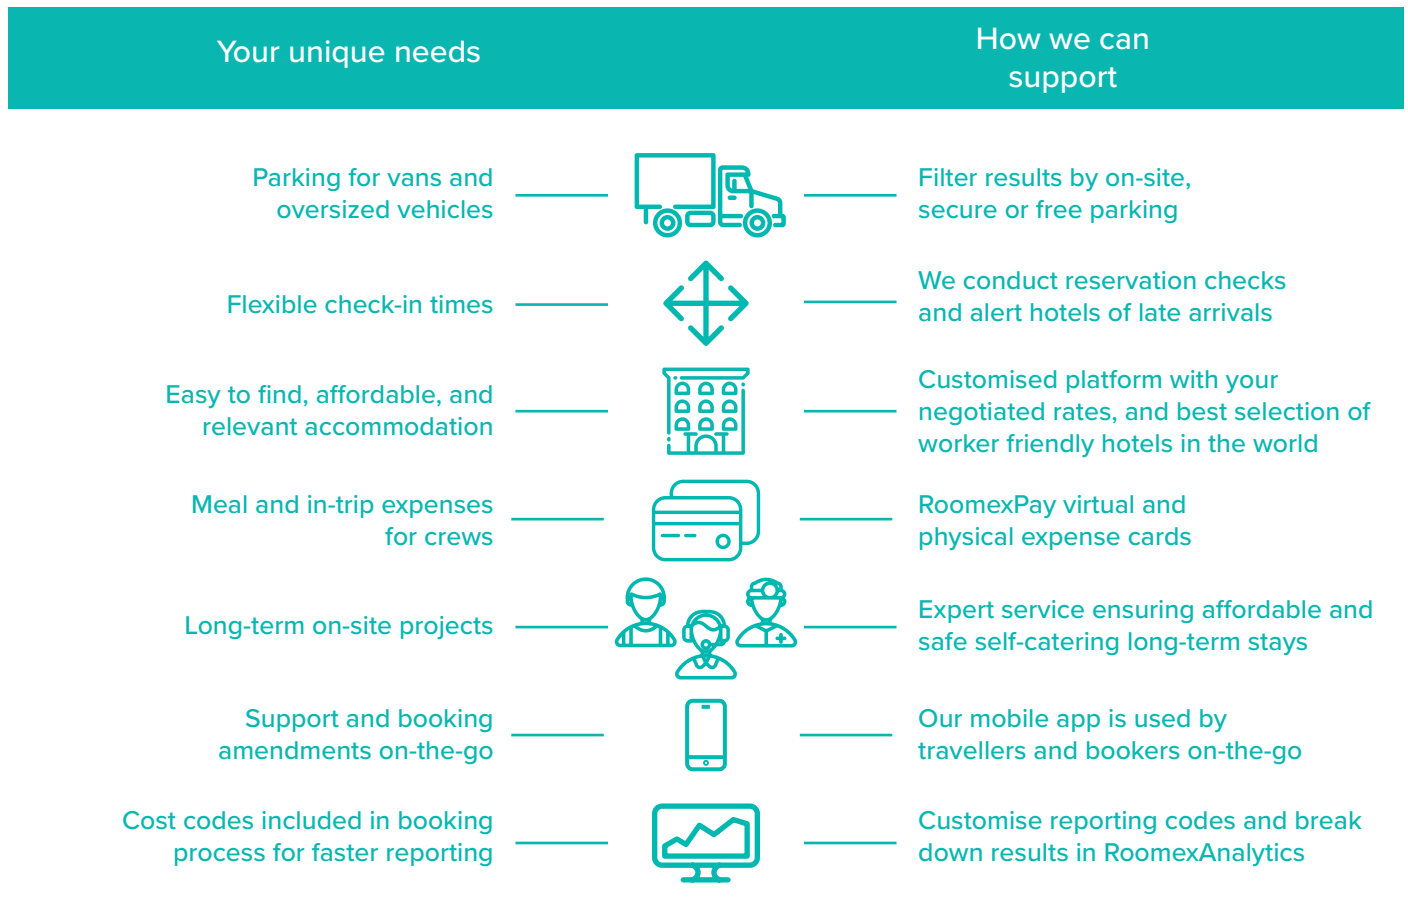 Your unique needs
How we can
support
Parking for vans and
oversized vehicles
Filter results by on-site,
secure or free parking
Flexible check-in times
We conduct reservation checks
and alert hotels of late arrivals
Easy to find, affordable, and
relevant accommodation
Customised platform with your
negotiated rates, and best selection of
worker friendly hotels in the world
Meal and in-trip expenses
for crews
RoomexPay virtual and
physical expense cards
Long-term on-site projects
Expert service ensuring affordable and
safe self-catering long-term stays
Support and booking
amendments on-the-go
Our mobile app is used by
travellers and bookers on-the-go
Cost codes included in booking
process for faster reporting
Customise reporting codes and break
down results in RoomexAnalytics